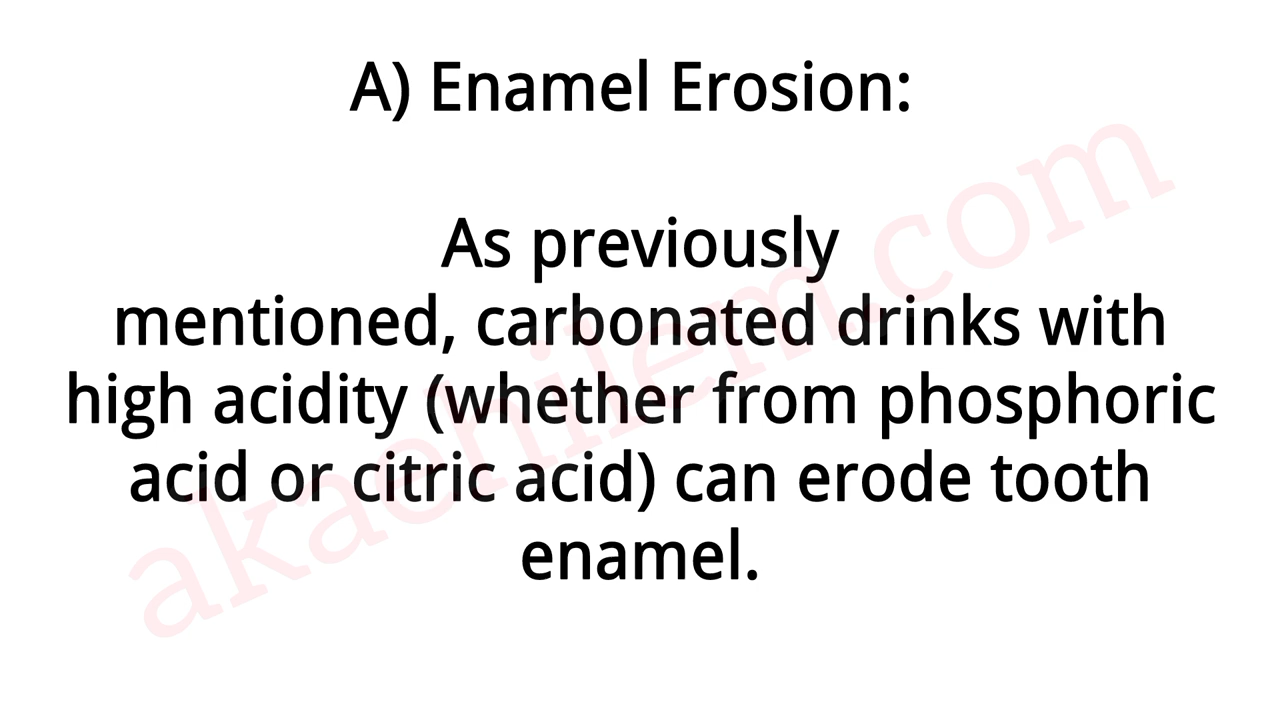 A) Enamel Erosion:
As previously
mentioned, carbonated drinks with
high acidity (whether from phosphoric
acid or citric acid) can erode tooth
enamel.
akaenilem.com